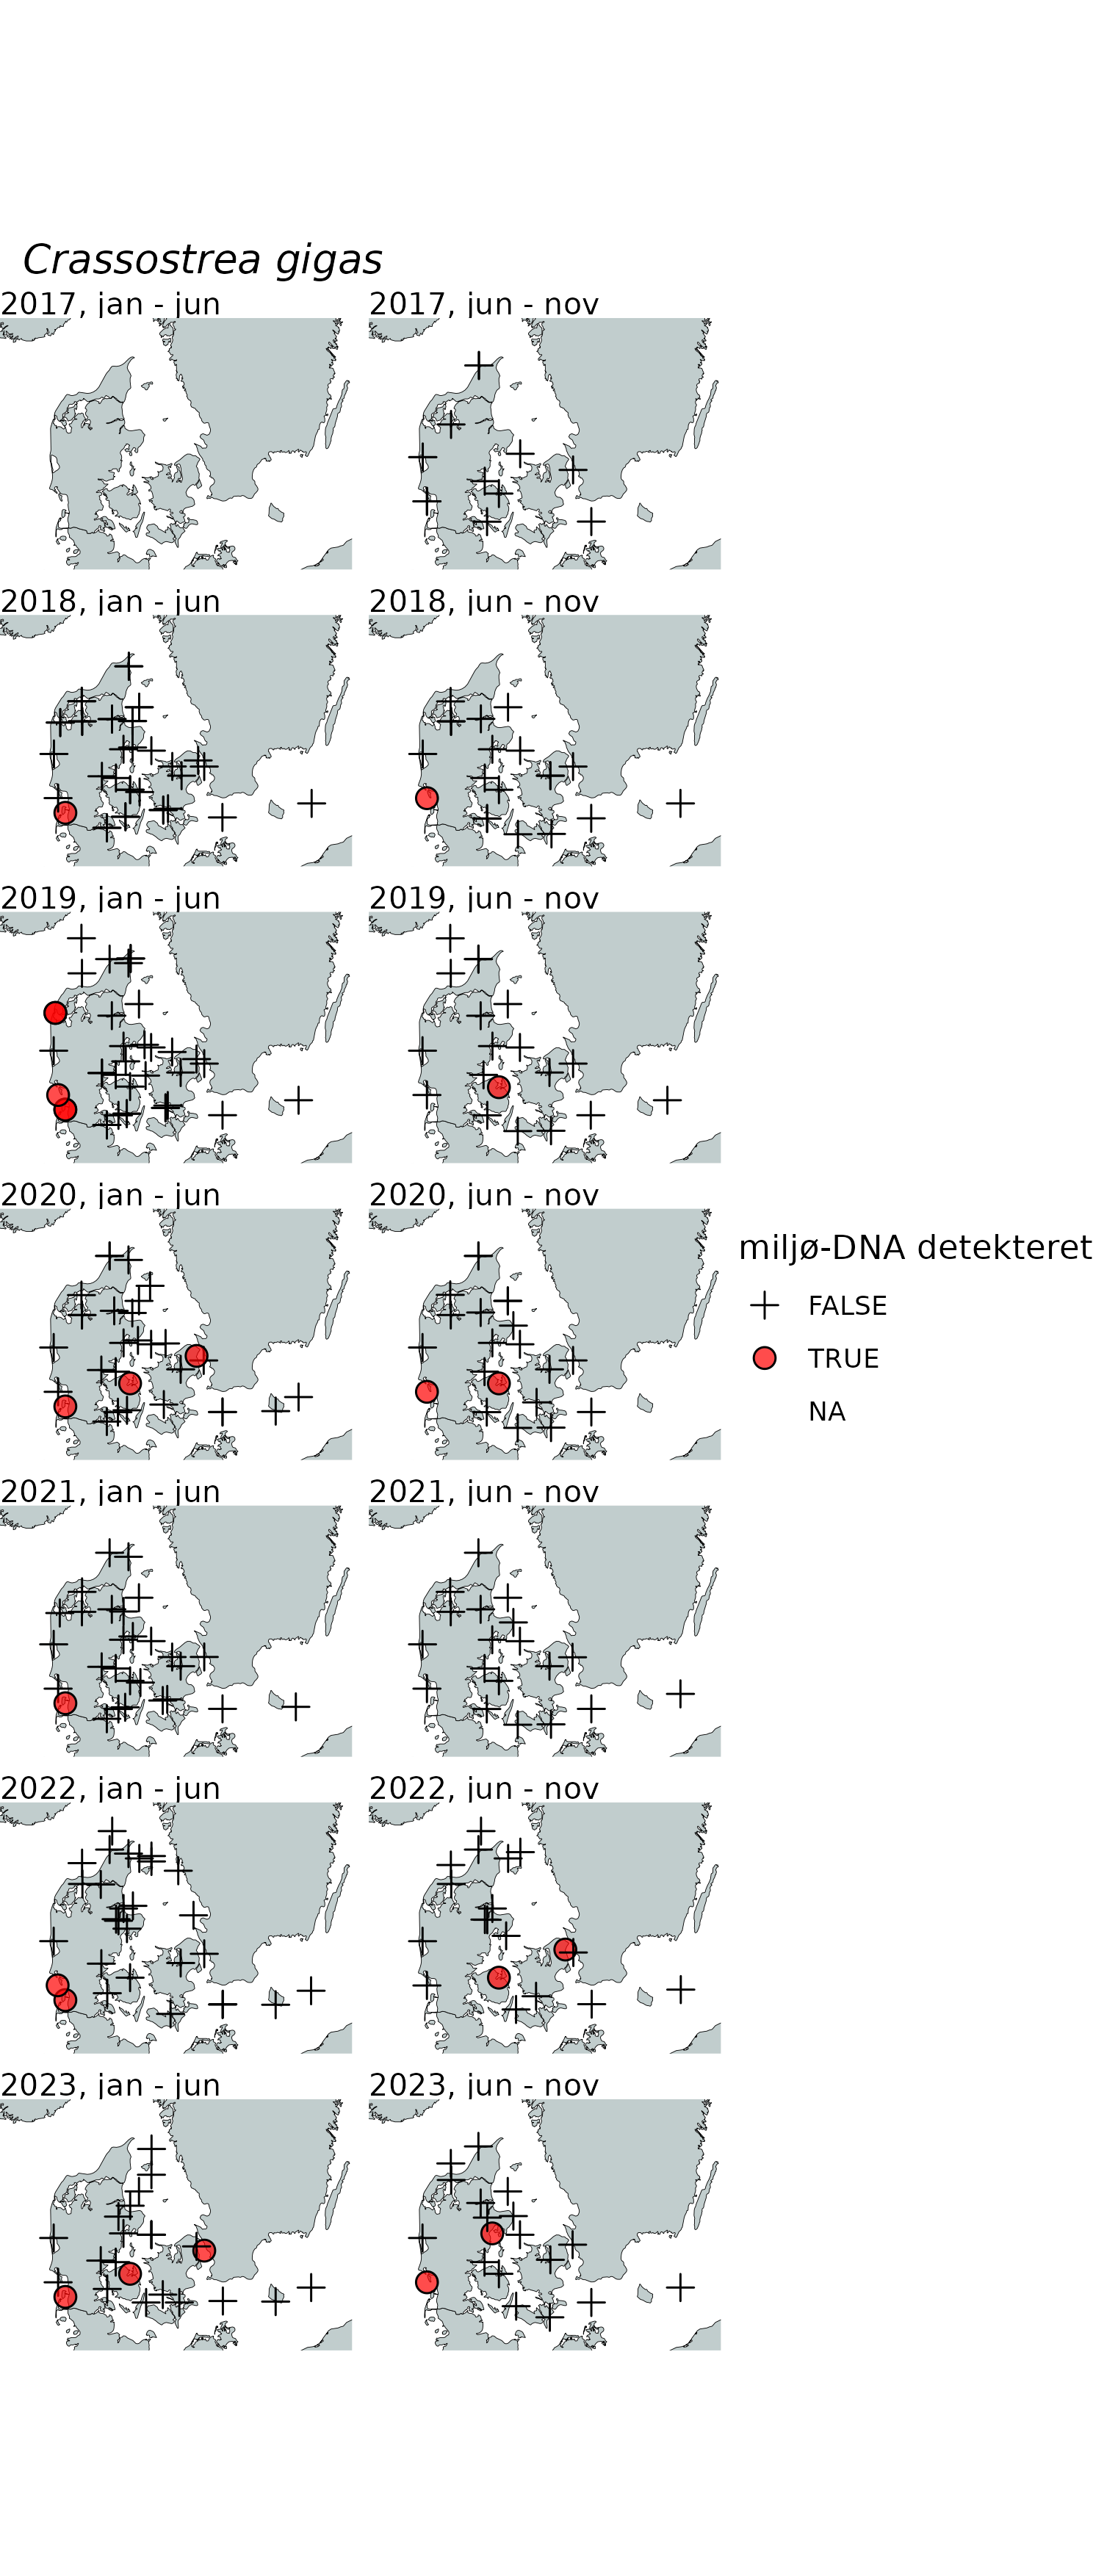 Crassostrea gigas
2017, jan - jun
2017, jun - nov
2018, jan - jun
2018, jun - nov
2019, jan - jun
2019, jun - nov
2020, jan - jun
2020, jun - nov
miljø-DNA detekteret
FALSE
TRUE
NA
2021, jan - jun
2021, jun - nov
2022, jan - jun
2022, jun - nov
2023, jan - jun
2023, jun - nov